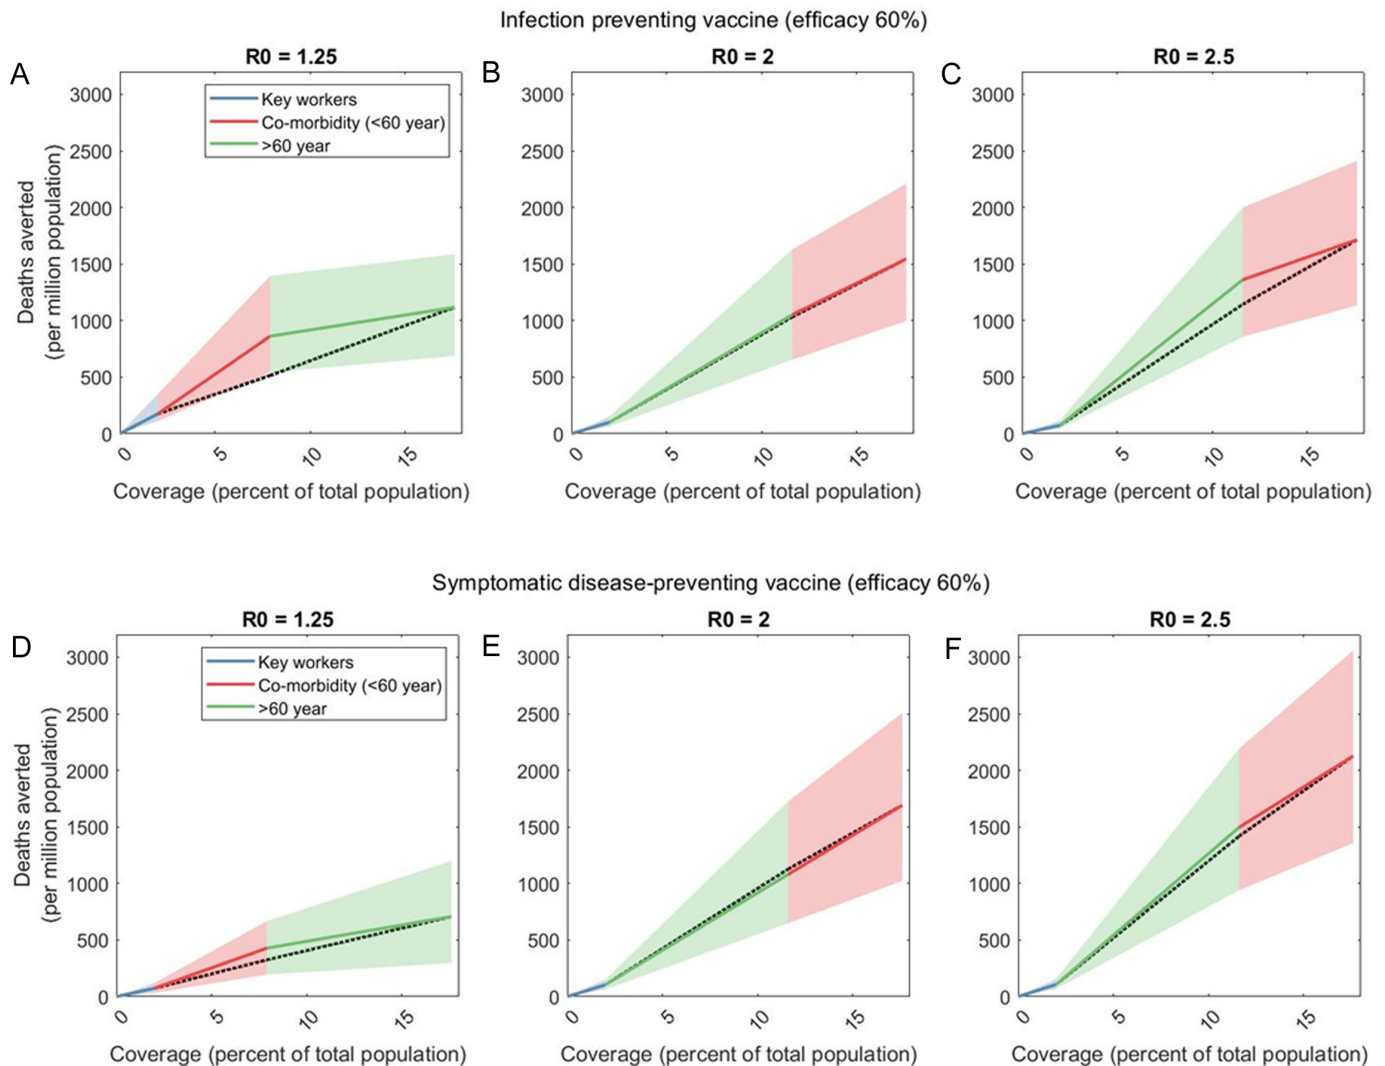 Infection preventing vaccine (efficacy 60%)
A
R0 = 1.25
Key workers
Co-morbidity (<60 year)
>60 year
3000
2500
2000
1500
1000
500
0
Deaths averted
(per million population)
0 5 10 15
Coverage (percent of total population)
B
R0 = 2
3000
2500
2000
1500
1000
500
0
0 5 10 15
Coverage (percent of total population)
C
R0 = 2.5
3000
2500
2000
1500
1000
500
0
0 5 10 15
Coverage (percent of total population)
Symptomatic disease-preventing vaccine (efficacy 60%)
D
R0 = 1.25
Key workers
Co-morbidity (<60 year)
>60 year
3000
2500
2000
1500
1000
500
0
Deaths averted
(per million population)
0 5 10 15
Coverage (percent of total population)
E
R0 = 2
3000
2500
2000
1500
1000
500
0
0 5 10 15
Coverage (percent of total population)
F
R0 = 2.5
3000
2500
2000
1500
1000
500
0
0 5 10 15
Coverage (percent of total population)